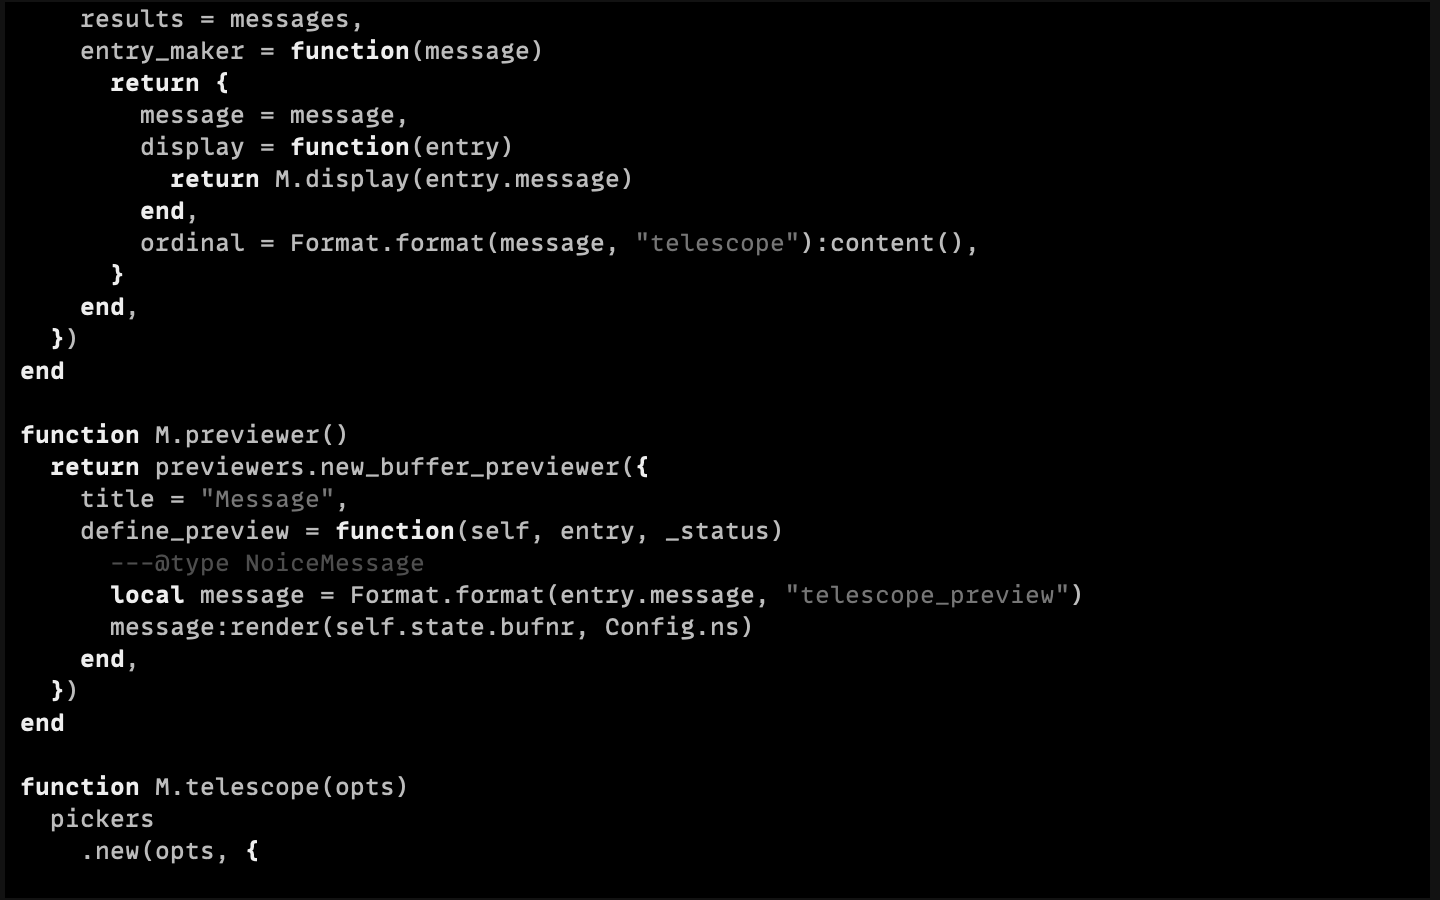 results = messages,
    entry_maker = function(message)
      return {
        message = message,
        display = function(entry)
          return M.display(entry.message)
        end,
        ordinal = Format.format(message, "telescope"):content(),
      }
    end,
  })
end

function M.previewer()
  return previewers.new_buffer_previewer({
    title = "Message",
    define_preview = function(self, entry, _status)
      ---@type NoiceMessage
      local message = Format.format(entry.message, "telescope_preview")
      message:render(self.state.bufnr, Config.ns)
    end,
  })
end

function M.telescope(opts)
  pickers
    .new(opts, {